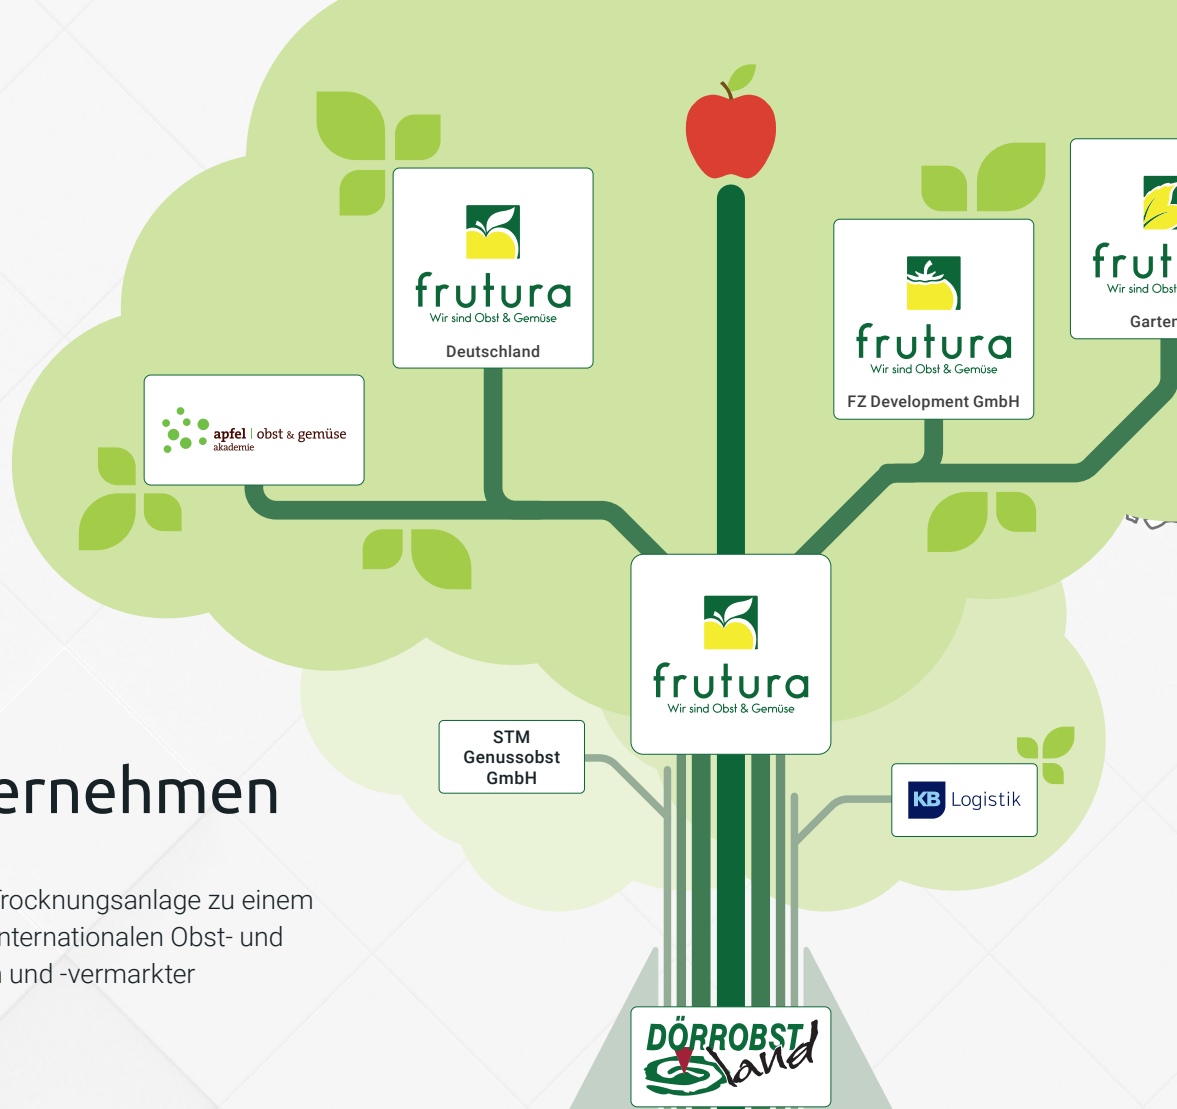 frutura
Wir sind Obst & Gemüse
Deutschland
frutura
Wir sind Obst & Gemüse
FZ Development GmbH
frut
Wir sind Obst
Garten
apfel | obst & gemüse
akademie
frutura
Wir sind Obst & Gemüse
STM
Genussobst
GmbH
KB Logistik
ernehmen
Trocknungsanlage zu einem
nternationalen Obst- und
und -vermarkter
DÖRROBST
land